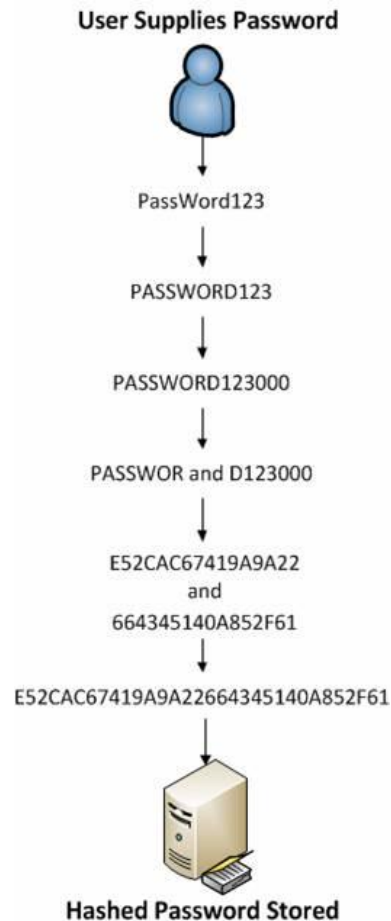 User Supplies Password
PassWord123
PASSWORD123
PASSWORD123000
PASSWOR and D123000
E52CAC67419A9A22
and
664345140A852F61
E52CAC67419A9A22664345140A852F61
Hashed Password Stored